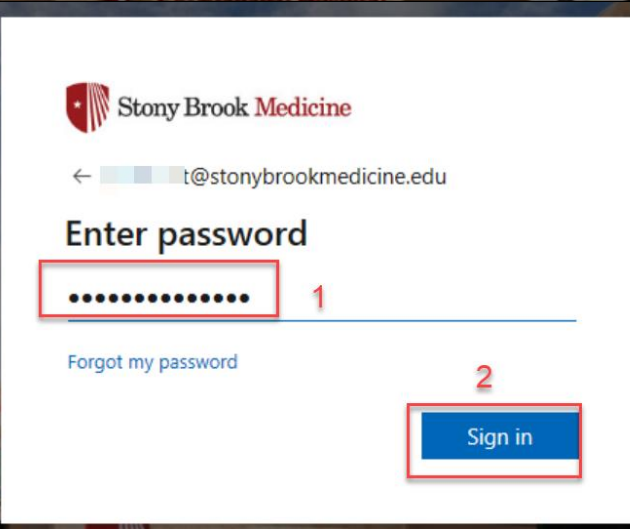 Stony Brook Medicine
← t@stonybrookmedicine.edu
Enter password
•••••••••••••• 1
Forgot my password
2
Sign in